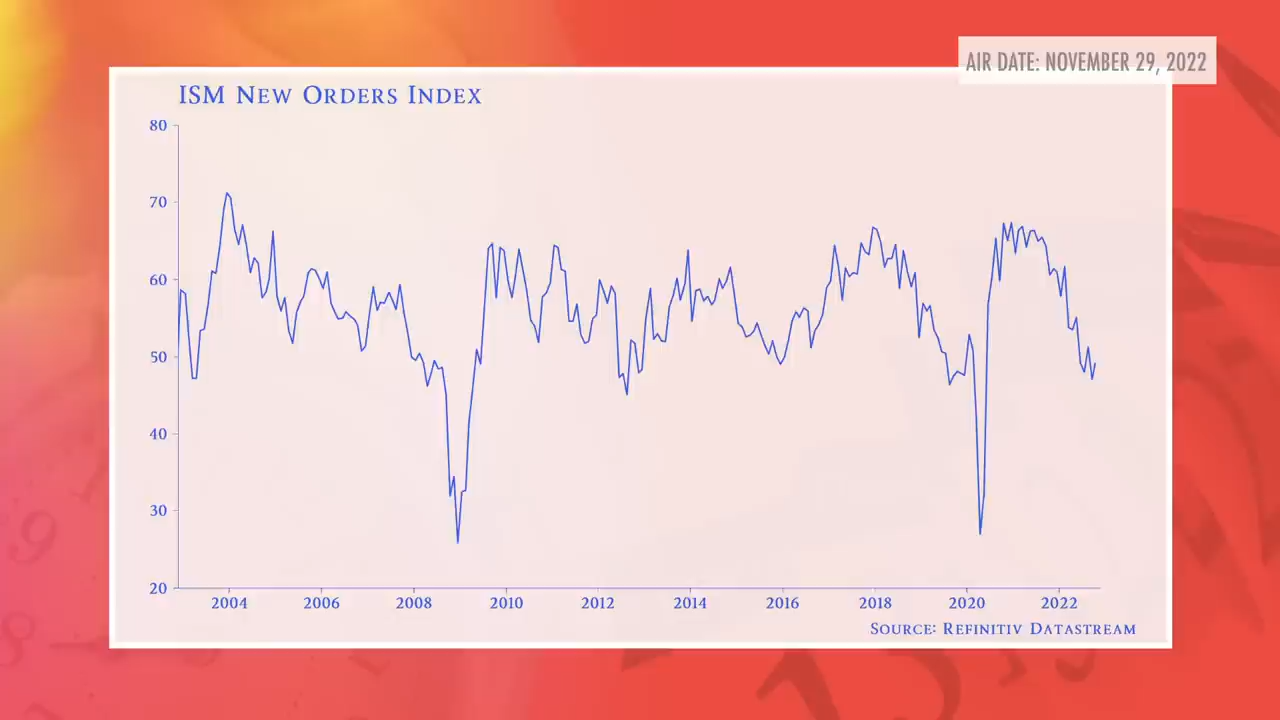 AIR DATE: NOVEMBER 29, 2022
ISM New Orders Index
80
70
60
50
40
30
20
2004 2006 2008 2010 2012 2014 2016 2018 2020 2022
Source: Refinitiv Datastream